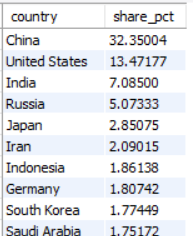 country share_pct
China 32.35004
United States 13.47177
India 7.08500
Russia 5.07333
Japan 2.85075
Iran 2.09015
Indonesia 1.86138
Germany 1.80742
South Korea 1.77449
Saudi Arabia 1.75172